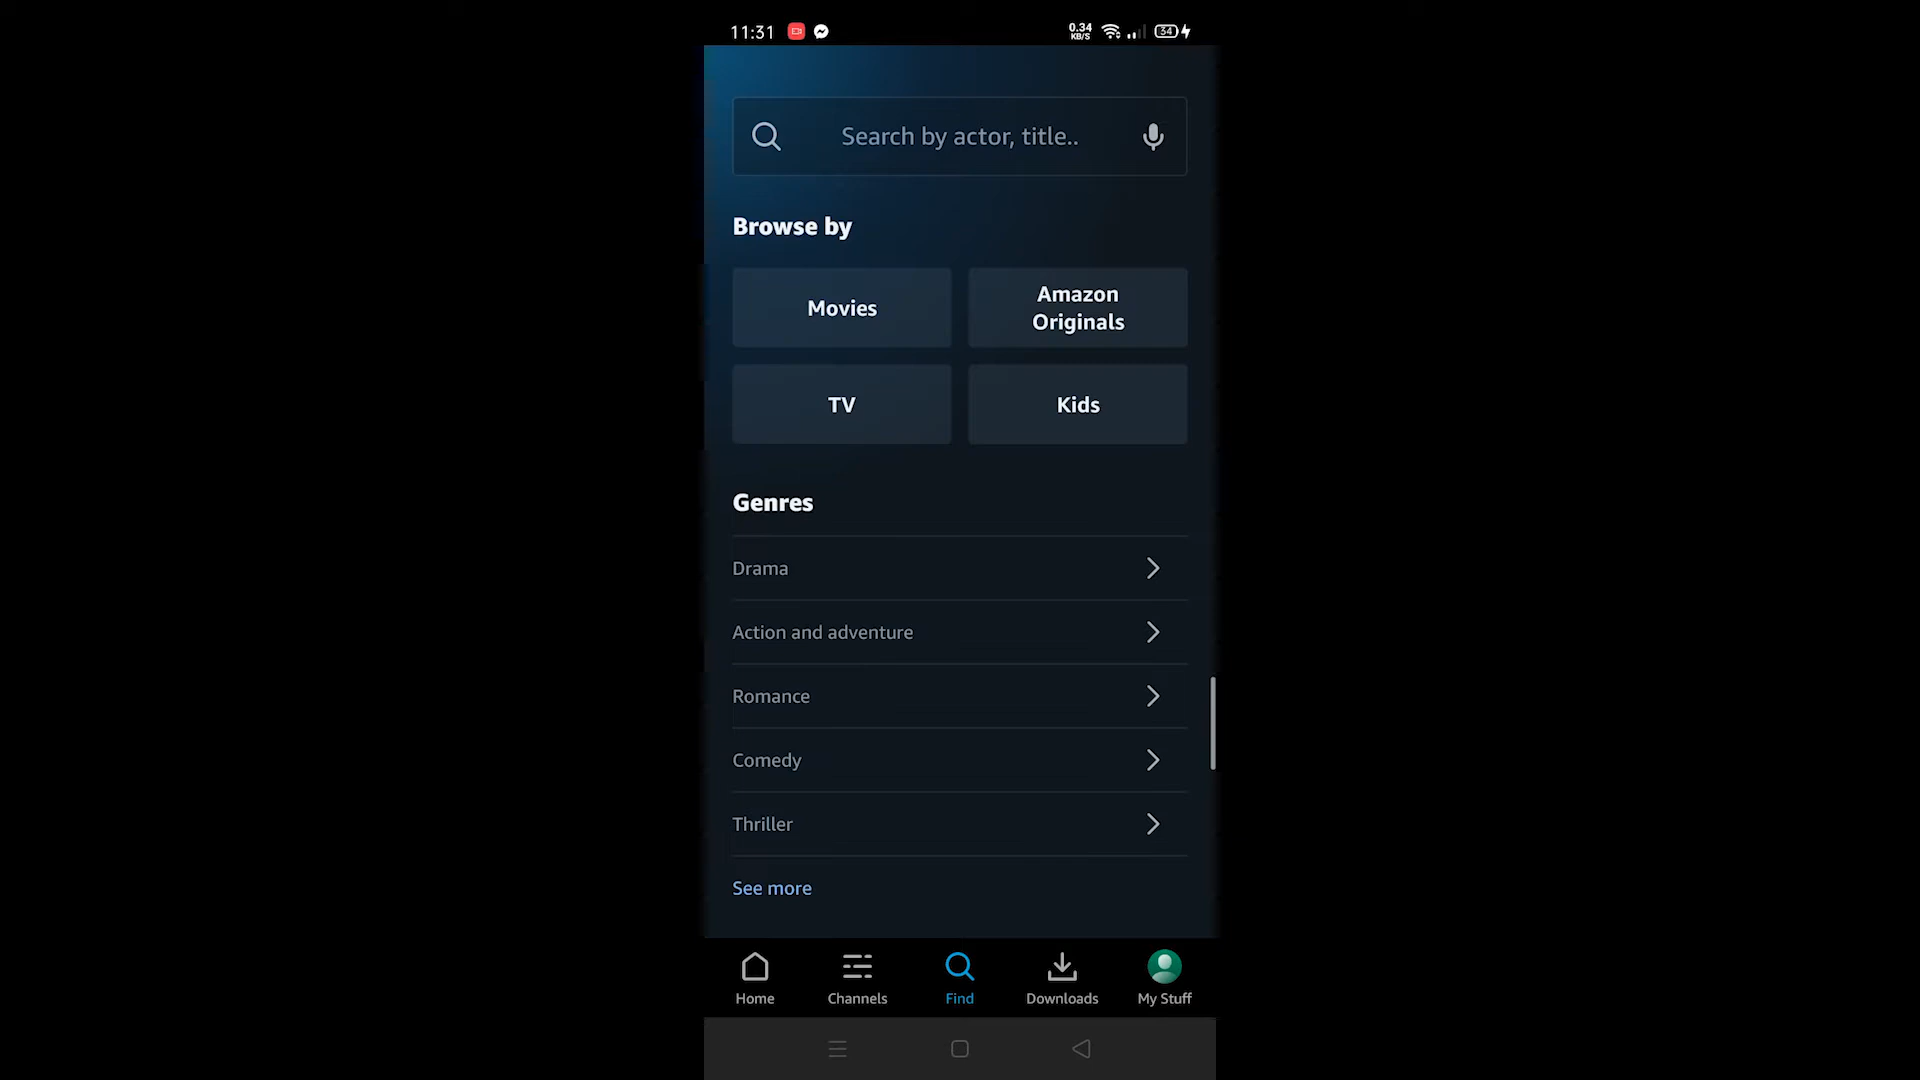 11:31
0.34
KB/S
34
Search by actor, title..
Browse by
Movies
Amazon
Originals
TV
Kids
Genres
Drama
Action and adventure
Romance
Comedy
Thriller
See more
Home
Channels
Find
Downloads
My Stuff